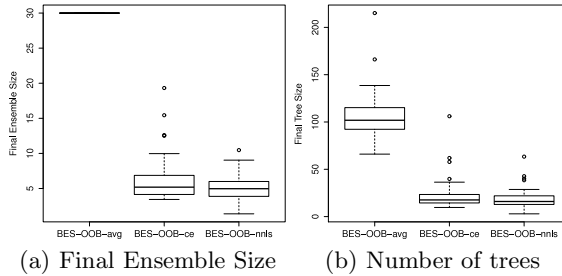 30
25
20
15
10
5
Final Ensemble Size
BES-OOB-avg BES-OOB-ce BES-OOB-nnls
(a) Final Ensemble Size
200
150
100
50
0
Final Tree Size
BES-OOB-avg BES-OOB-ce BES-OOB-nnls
(b) Number of trees